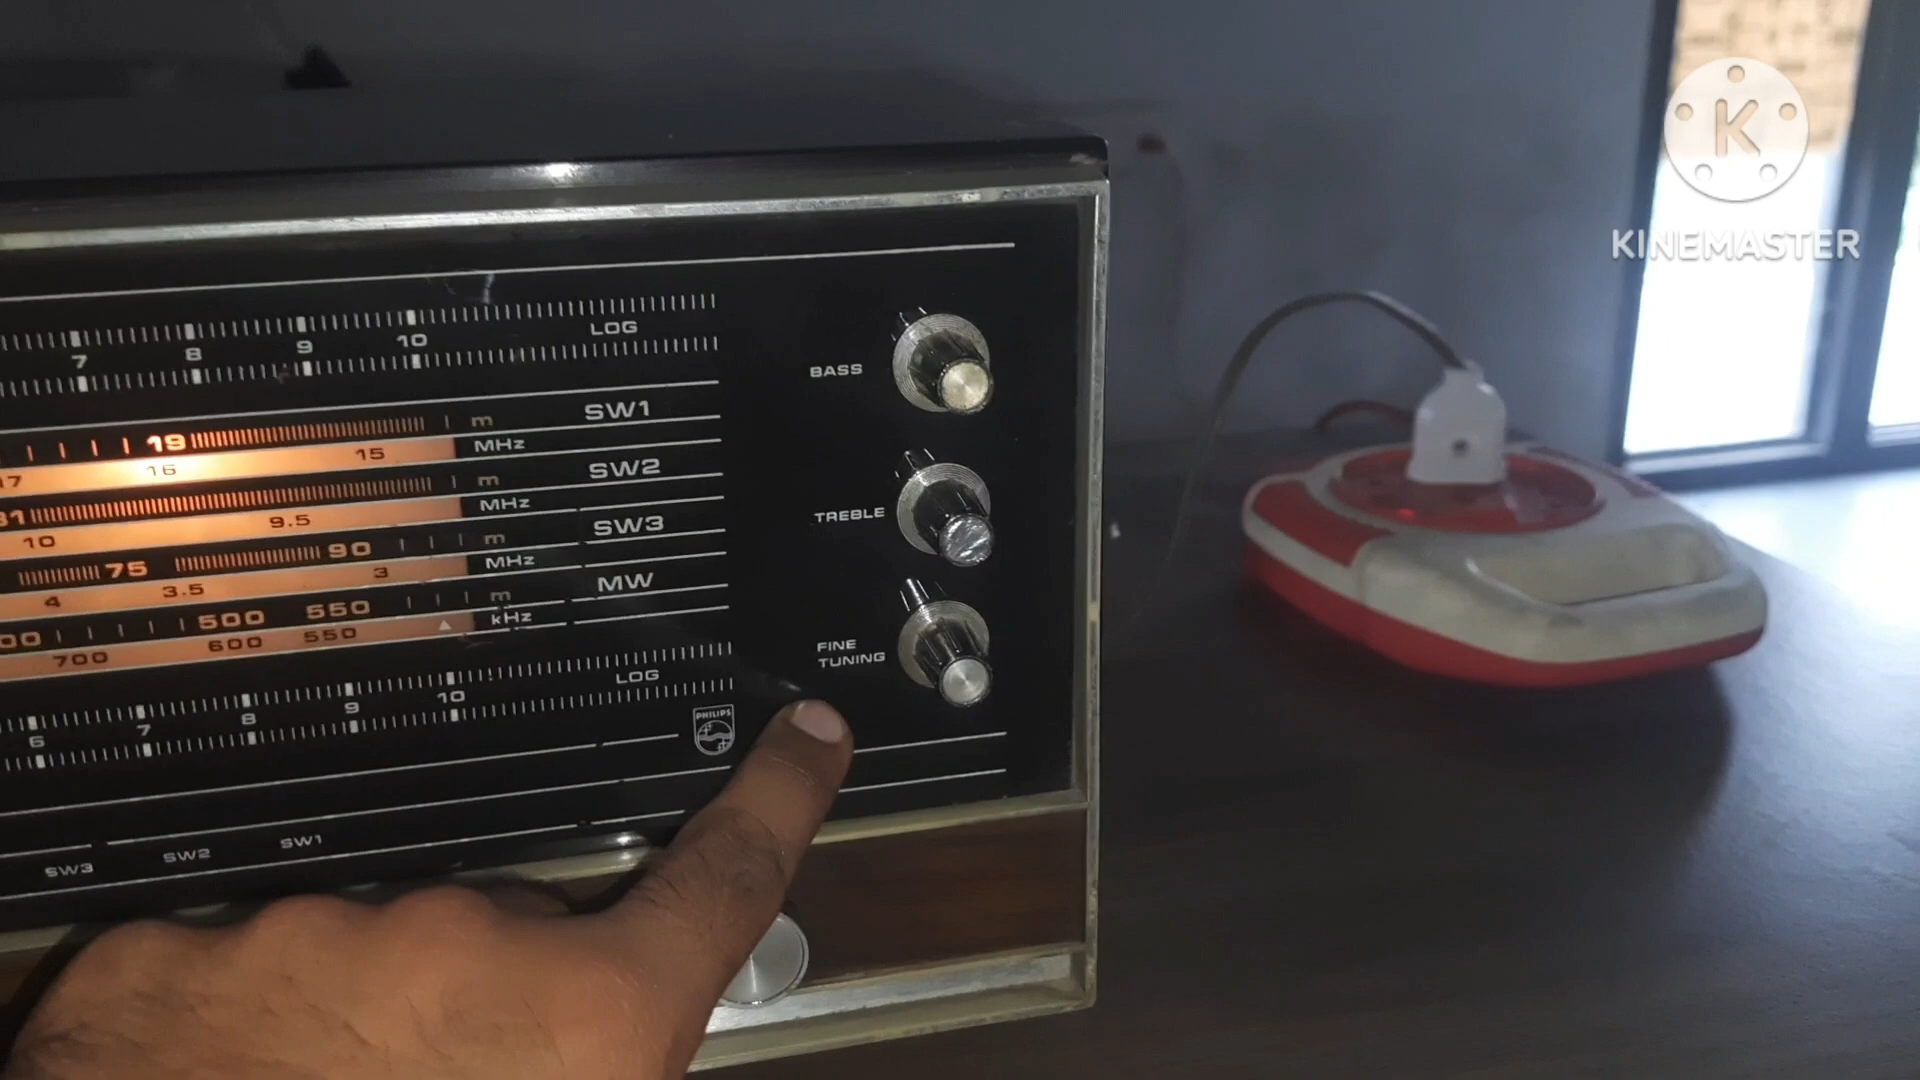 K
KINEMASTER
7 8 9 10 LOG
BASS
19 m SW1
17 16 15 MHz
31 m SW2
10 9.5 MHz
TREBLE
75 90 m SW3
4 3.5 3 MHz
500 550 m MW
700 600 550 kHz
FINE
TUNING
6 7 8 9 10 LOG
PHILIPS
SW3 SW2 SW1